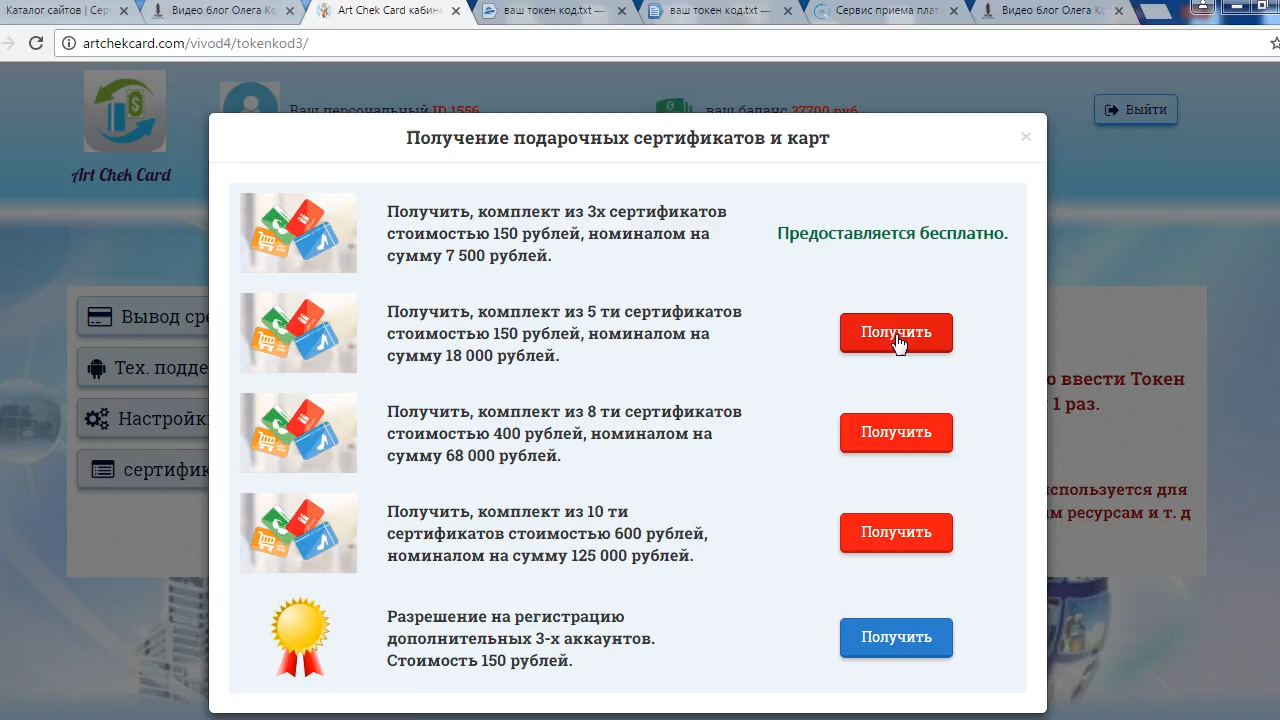 Каталог сайтов | Сер
Видео блог Олега Ко
Art Chek Card кабине
ваш токен код.txt —
ваш токен код.txt —
Сервис приема плат
Видео блог Олега Ко
artchekcard.com/vivod4/tokenkod3/
Ваш персональный ID 1556
ваш баланс 37700 руб
Выйти
Art Chek Card
Получение подарочных сертификатов и карт
×
Получить, комплект из 3х сертификатов
стоимостью 150 рублей, номиналом на
сумму 7 500 рублей.
Предоставляется бесплатно.
Получить, комплект из 5 ти сертификатов
стоимостью 150 рублей, номиналом на
сумму 18 000 рублей.
Получить
Получить, комплект из 8 ти сертификатов
стоимостью 400 рублей, номиналом на
сумму 68 000 рублей.
Получить
Получить, комплект из 10 ти
сертификатов стоимостью 600 рублей,
номиналом на сумму 125 000 рублей.
Получить
Разрешение на регистрацию
дополнительных 3-х аккаунтов.
Стоимость 150 рублей.
Получить
Вывод сре
Тех. подде
Настройк
сертифик
о ввести Токен
1 раз.
спользуется для
ам ресурсам и т. д